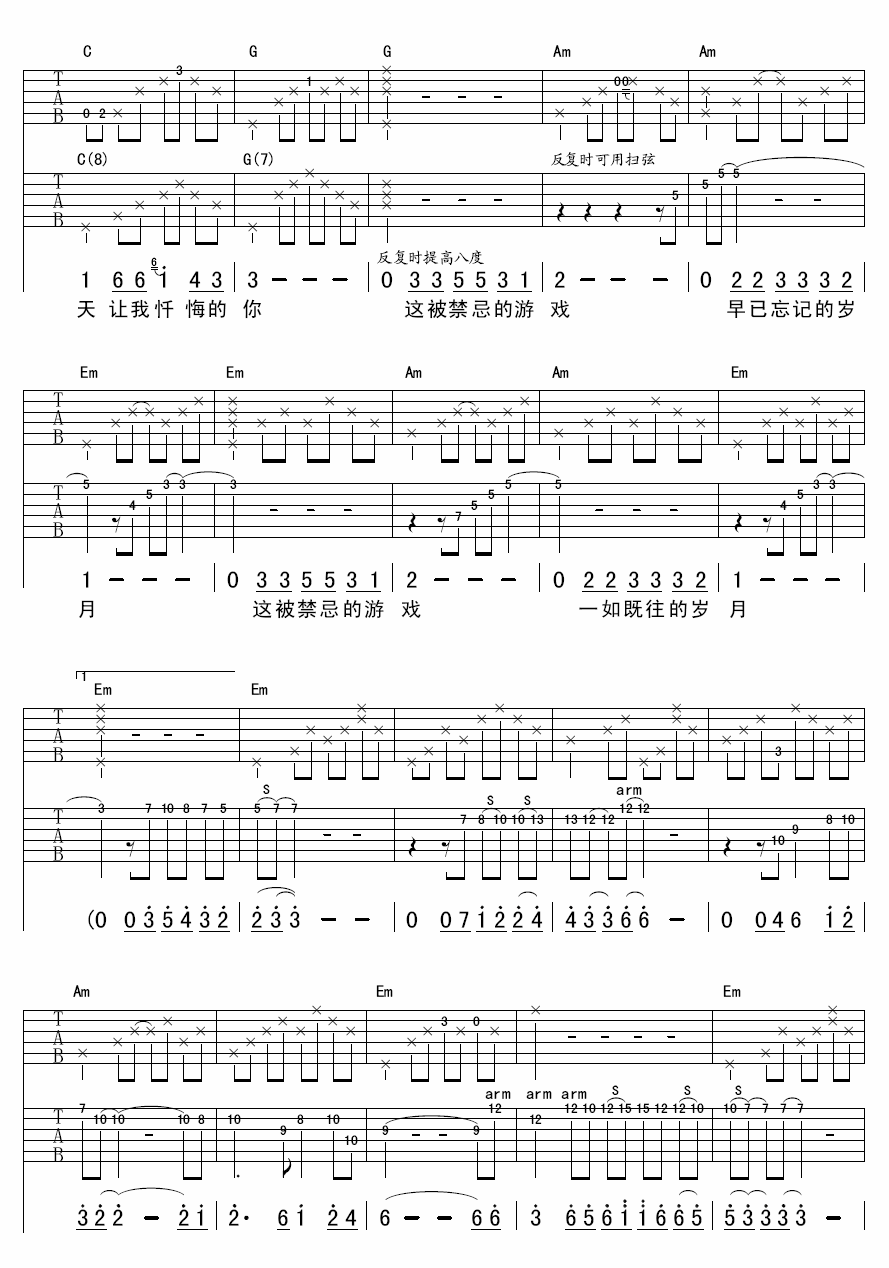 C G G Am Am
3 1 00
T A B 0 2
C(8) G(7) 反复时可用扫弦
T A B 5 5 5 5
反复时提高八度
1 6 6 6 1 4 3 3 - - - 0 3 3 5 5 3 1 2 - - - 0 2 2 3 3 3 2
天 让我忏 悔的 你 这被禁忌的游 戏 早已忘记的岁
Em Em Am Am Em
T A B
T A B 5 4 5 3 3 3 7 5 5 5 5 4 5 3 3
1 - - - 0 3 3 5 5 3 1 2 - - - 0 2 2 3 3 3 2 1 - - -
月 这被禁忌的游 戏 一如既往的岁 月
1
Em Em
T A B 3
S S S arm
T A B 3 7 10 8 7 5 5 7 7 7 8 10 10 13 13 12 12 12 12 10 9 8 10
(0 0 3 5 4 3 2 2 3 3 - - 0 0 7 1 2 2 4 4 3 3 6 6 - 0 0 4 6 1 2
Am Em Em
T A B 3 0
arm arm arm S S S
T A B 7 10 10 10 8 10 9 8 10 10 9 9 12 12 12 10 12 15 15 12 12 10 10 7 7 7 7
3 2 2 - 2 1 2· 6 1 2 4 6 - - 6 6 3 6 5 6 1 1 6 6 5 5 3 3 3 3 -